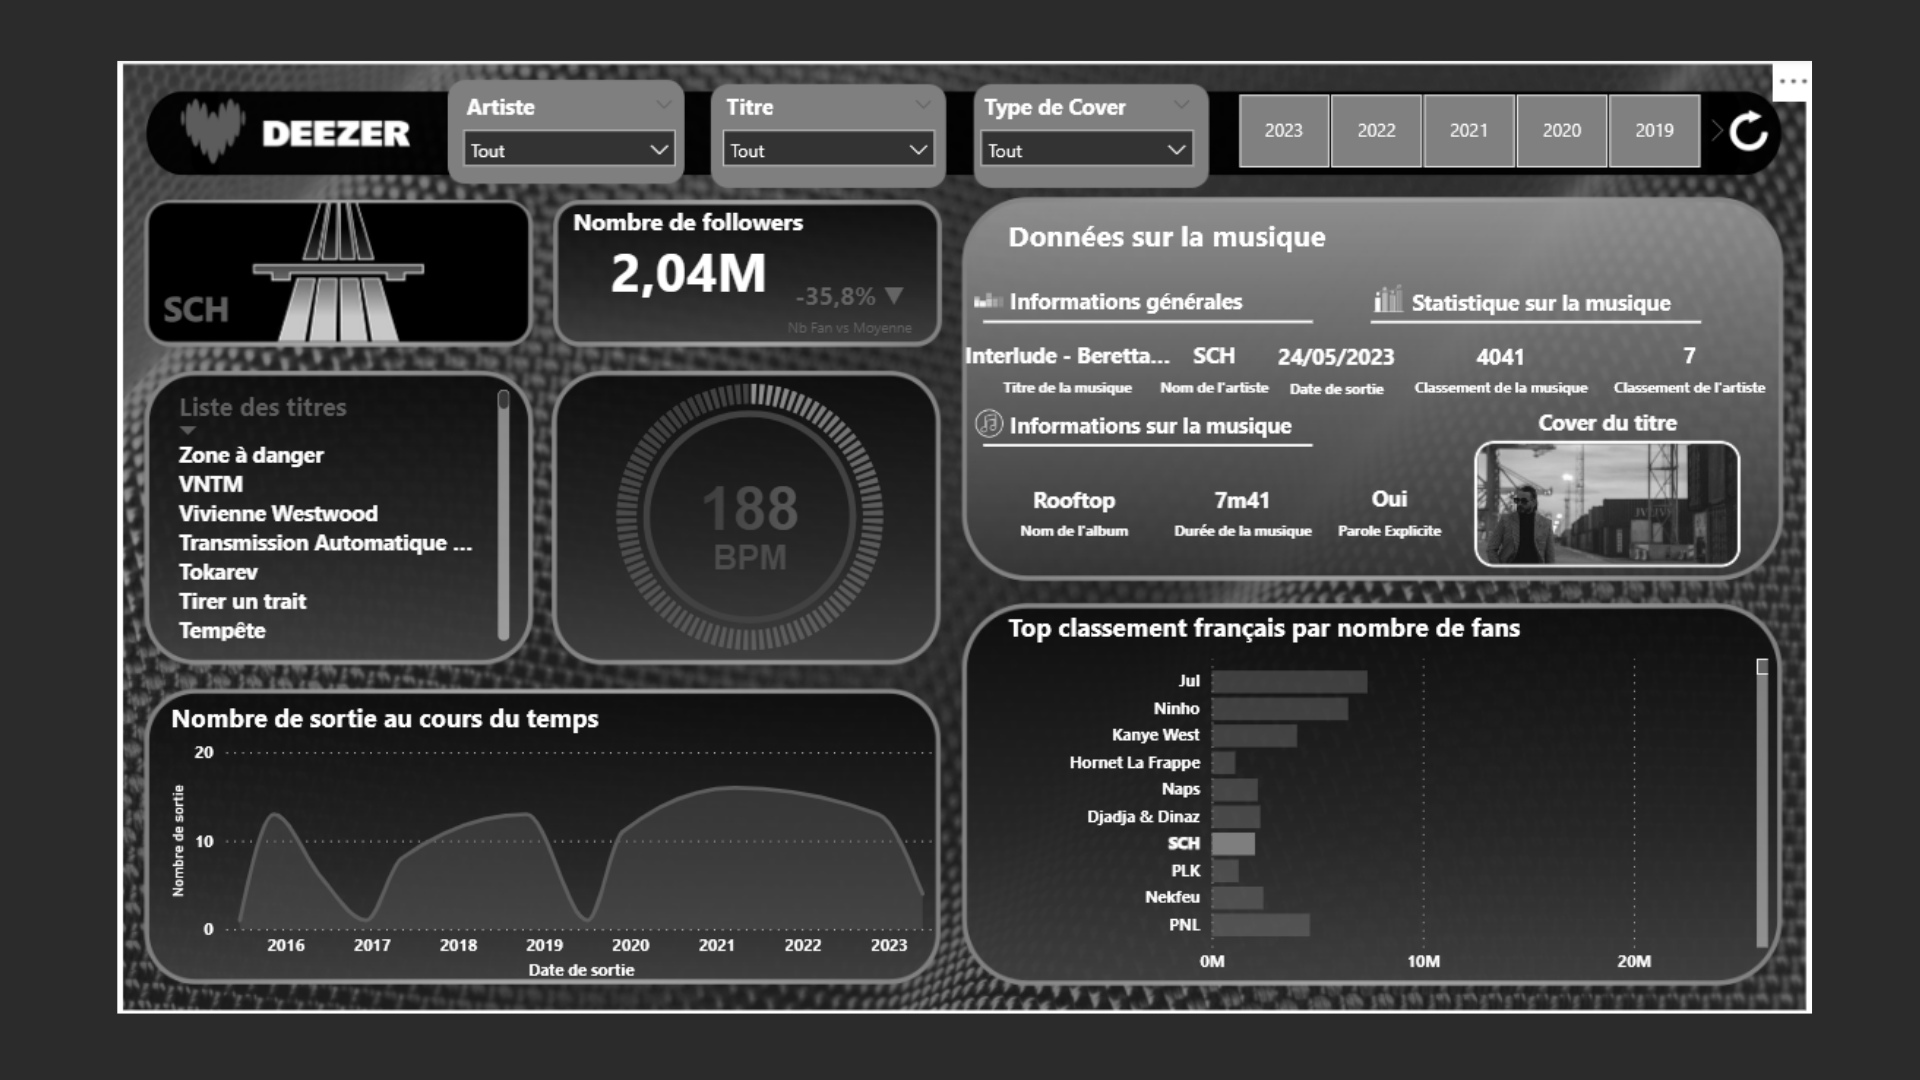 DEEZER
Artiste
Tout
Titre
Tout
Type de Cover
Tout
2023
2022
2021
2020
2019
SCH
Nombre de followers
2,04M
-35,8% ▼
Nb Fan vs Moyenne
Liste des titres
Zone à danger
VNTM
Vivienne Westwood
Transmission Automatique ...
Tokarev
Tirer un trait
Tempête
188
BPM
Données sur la musique
Informations générales
Statistique sur la musique
Interlude - Beretta...
SCH
24/05/2023
4041
7
Titre de la musique
Nom de l'artiste
Date de sortie
Classement de la musique
Classement de l'artiste
Informations sur la musique
Cover du titre
Rooftop
7m41
Oui
Nom de l'album
Durée de la musique
Parole Explicite
Nombre de sortie au cours du temps
Nombre de sortie
20
10
0
2016
2017
2018
2019
2020
2021
2022
2023
Date de sortie
Top classement français par nombre de fans
Jul
Ninho
Kanye West
Hornet La Frappe
Naps
Djadja & Dinaz
SCH
PLK
Nekfeu
PNL
0M
10M
20M